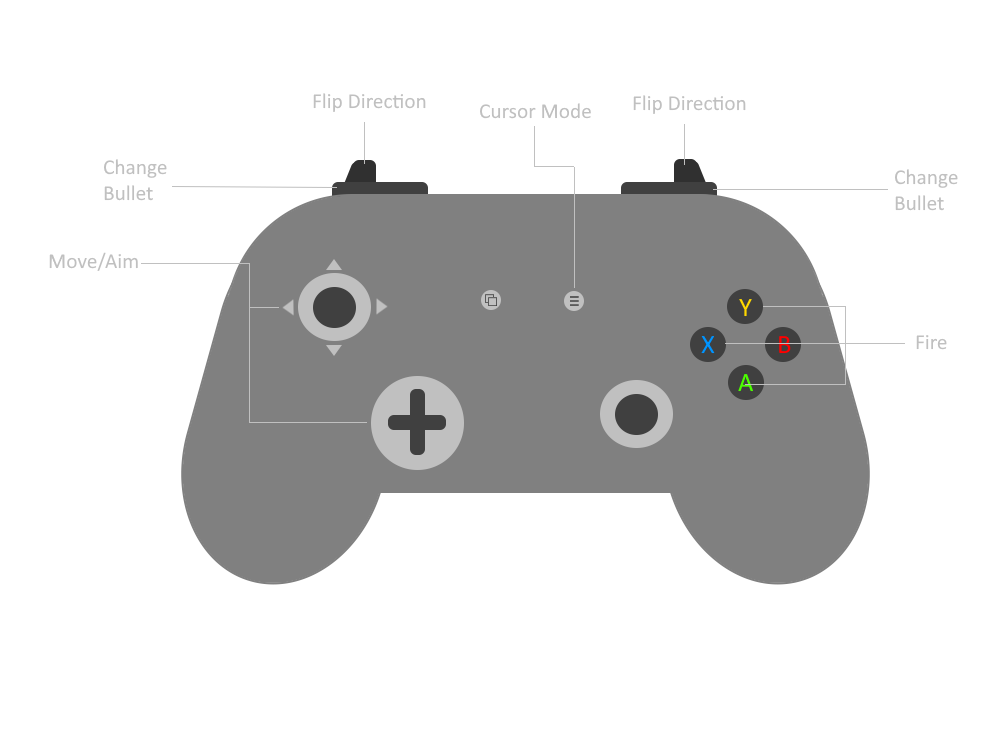 Flip Direction
Cursor Mode
Flip Direction
Change
Bullet
Change
Bullet
Move/Aim
Y
X
B
A
Fire